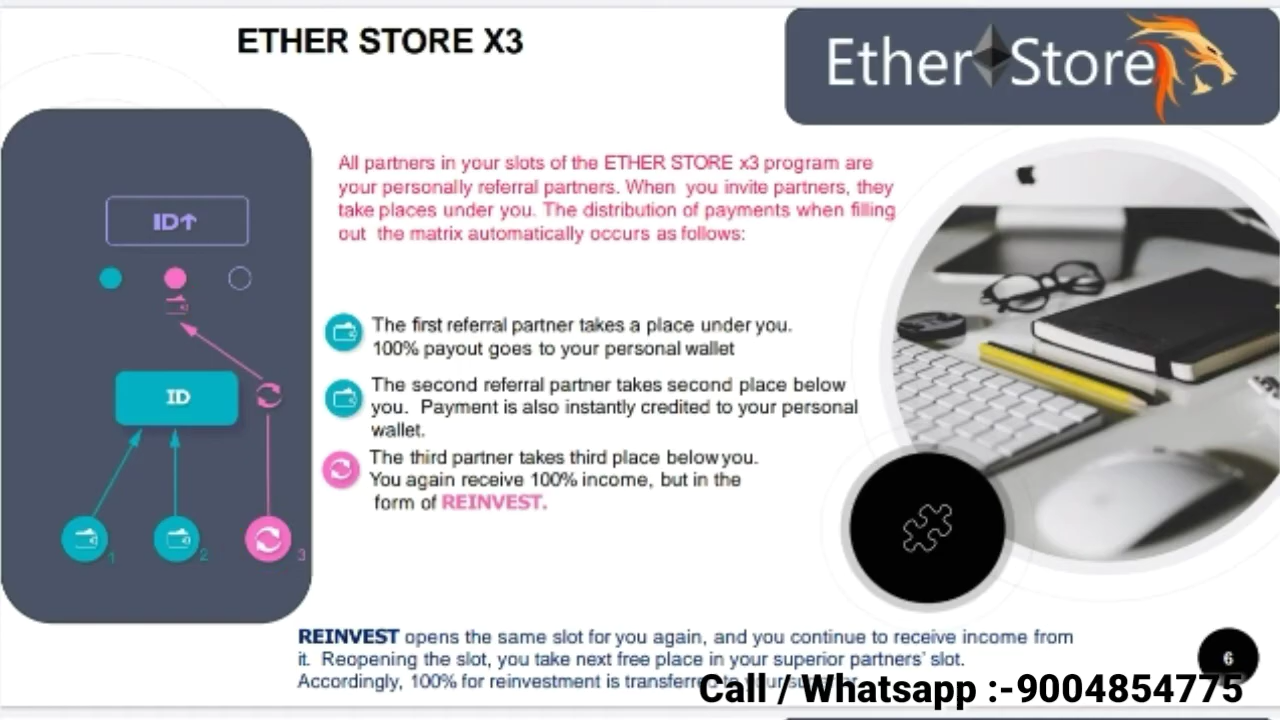 ETHER STORE X3
Ether Store
All partners in your slots of the ETHER STORE x3 program are
your personally referral partners. When you invite partners, they
take places under you. The distribution of payments when filling
out the matrix automatically occurs as follows:
ID↑
The first referral partner takes a place under you.
100% payout goes to your personal wallet
The second referral partner takes second place below
you. Payment is also instantly credited to your personal
wallet.
ID
The third partner takes third place below you.
You again receive 100% income, but in the
form of REINVEST.
1
2
3
REINVEST opens the same slot for you again, and you continue to receive income from
it. Reopening the slot, you take next free place in your superior partners' slot.
Accordingly, 100% for reinvestment is transferred
6
Call / Whatsapp :-9004854775